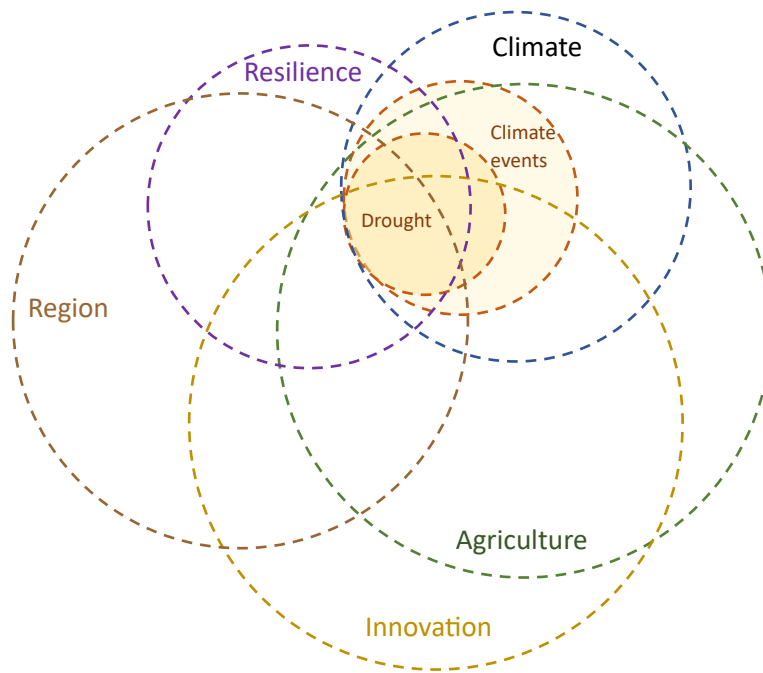 Climate
Resilience
Climate
events
Drought
Region
Agriculture
Innovation